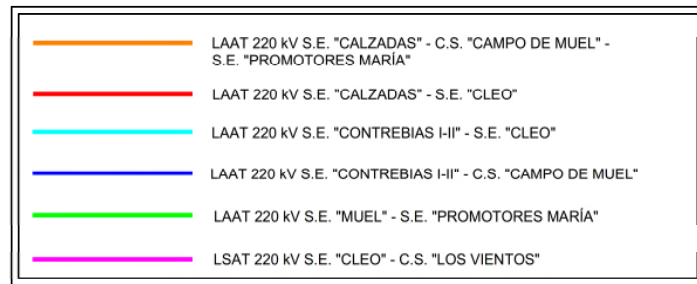 LAAT 220 kV S.E. "CALZADAS" - C.S. "CAMPO DE MUEL" -
S.E. "PROMOTORES MARÍA"
LAAT 220 kV S.E. "CALZADAS" - S.E. "CLEO"
LAAT 220 kV S.E. "CONTREBIAS I-II" - S.E. "CLEO"
LAAT 220 kV S.E. "CONTREBIAS I-II" - C.S. "CAMPO DE MUEL"
LAAT 220 kV S.E. "MUEL" - S.E. "PROMOTORES MARÍA"
LSAT 220 kV S.E. "CLEO" - C.S. "LOS VIENTOS"